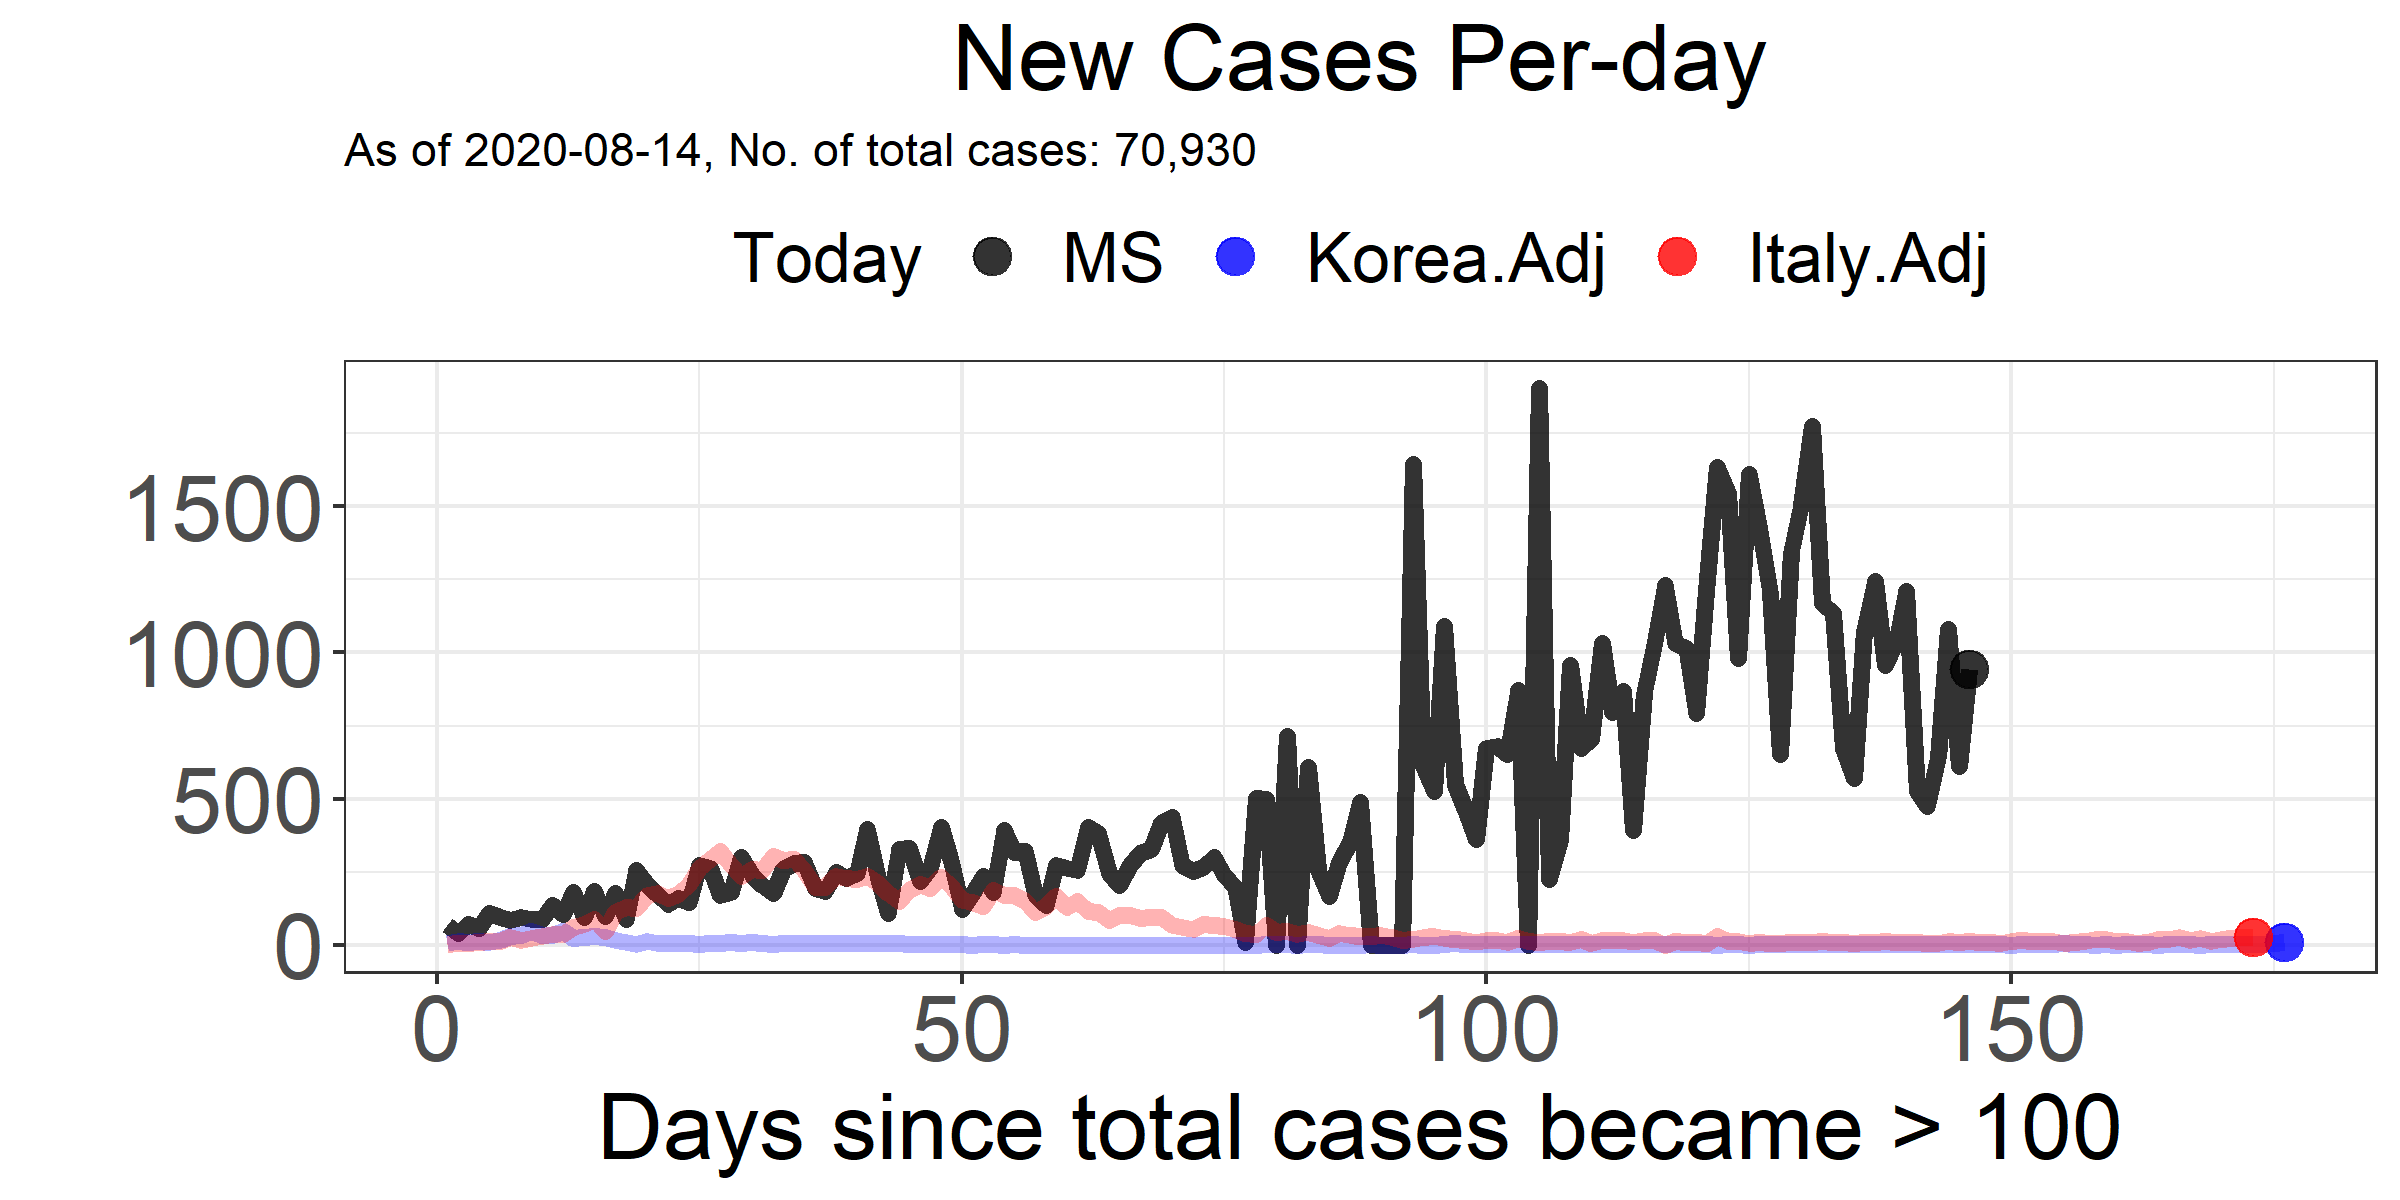 New Cases Per-day
As of 2020-08-14, No. of total cases: 70,930
Today MS Korea.Adj Italy.Adj
1500
1000
500
0
0 50 100 150
Days since total cases became > 100